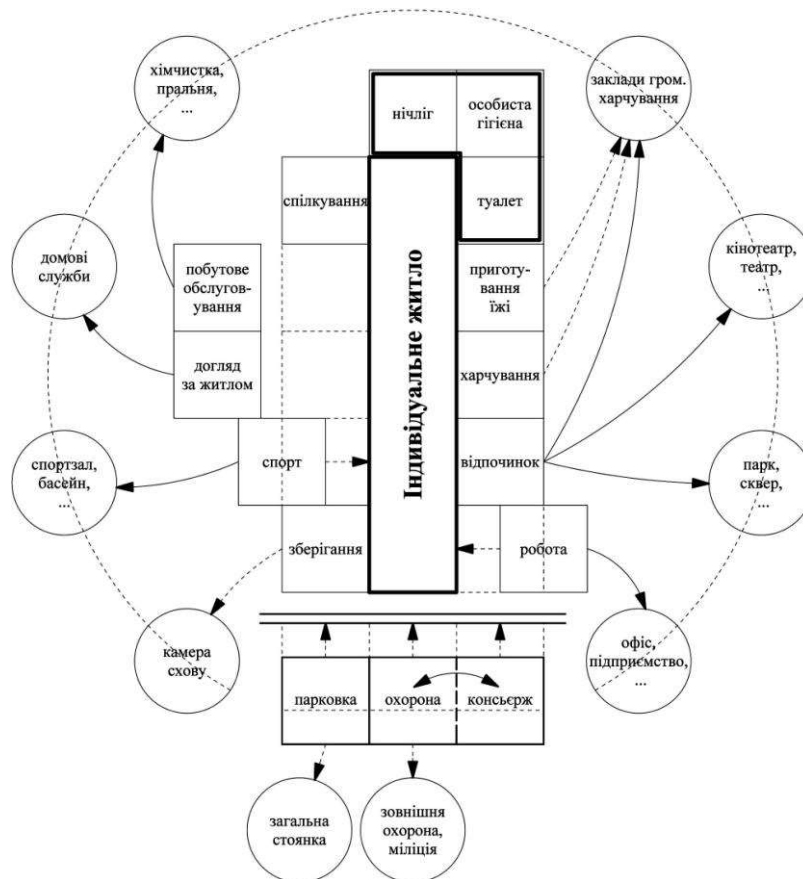 хімчистка,
пральня,
...
нічліг
особиста
гігієна
заклади гром.
харчування
спілкування
туалет
домові
служби
побутове
обслугов-
ування
Індивідуальне житло
приготу-
вання
їжі
кінотеатр,
театр,
...
догляд
за житлом
харчування
спортзал,
басейн,
...
спорт
відпочинок
парк,
сквер,
...
зберігання
робота
камера
схову
офіс,
підприємство,
...
парковка
охорона
консьєрж
загальна
стоянка
зовнішня
охорона,
міліція